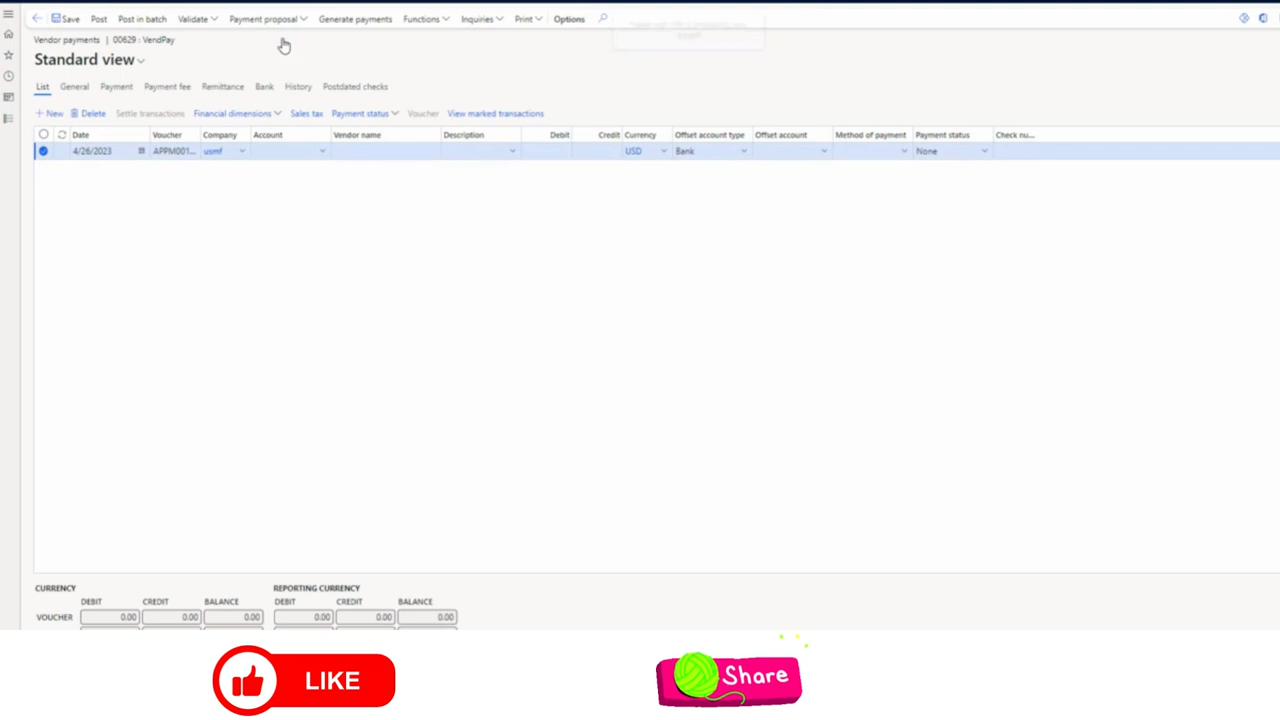 Save Post Post in batch Validate Payment proposal Generate payments Functions Inquiries Print Options
Vendor payments | 00629 : VendPay
Standard view
List General Payment Payment fee Remittance Bank History Postdated checks
+ New Delete Settle transactions Financial dimensions Sales tax Payment status Voucher View marked transactions
Date Voucher Company Account Vendor name Description Debit Credit Currency Offset account type Offset account Method of payment Payment status Check nu...
4/26/2023 APPM001... usmf USD Bank None
CURRENCY REPORTING CURRENCY
DEBIT CREDIT BALANCE DEBIT CREDIT BALANCE
VOUCHER 0.00 0.00 0.00 0.00 0.00 0.00
LIKE
Share